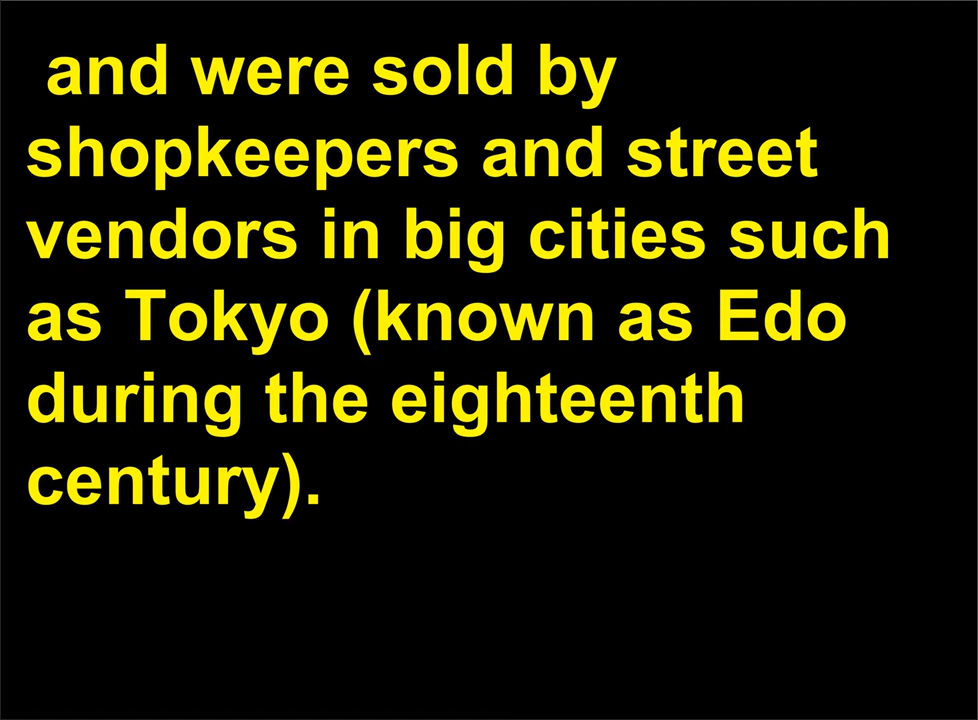 and were sold by
shopkeepers and street
vendors in big cities such
as Tokyo (known as Edo
during the eighteenth
century).